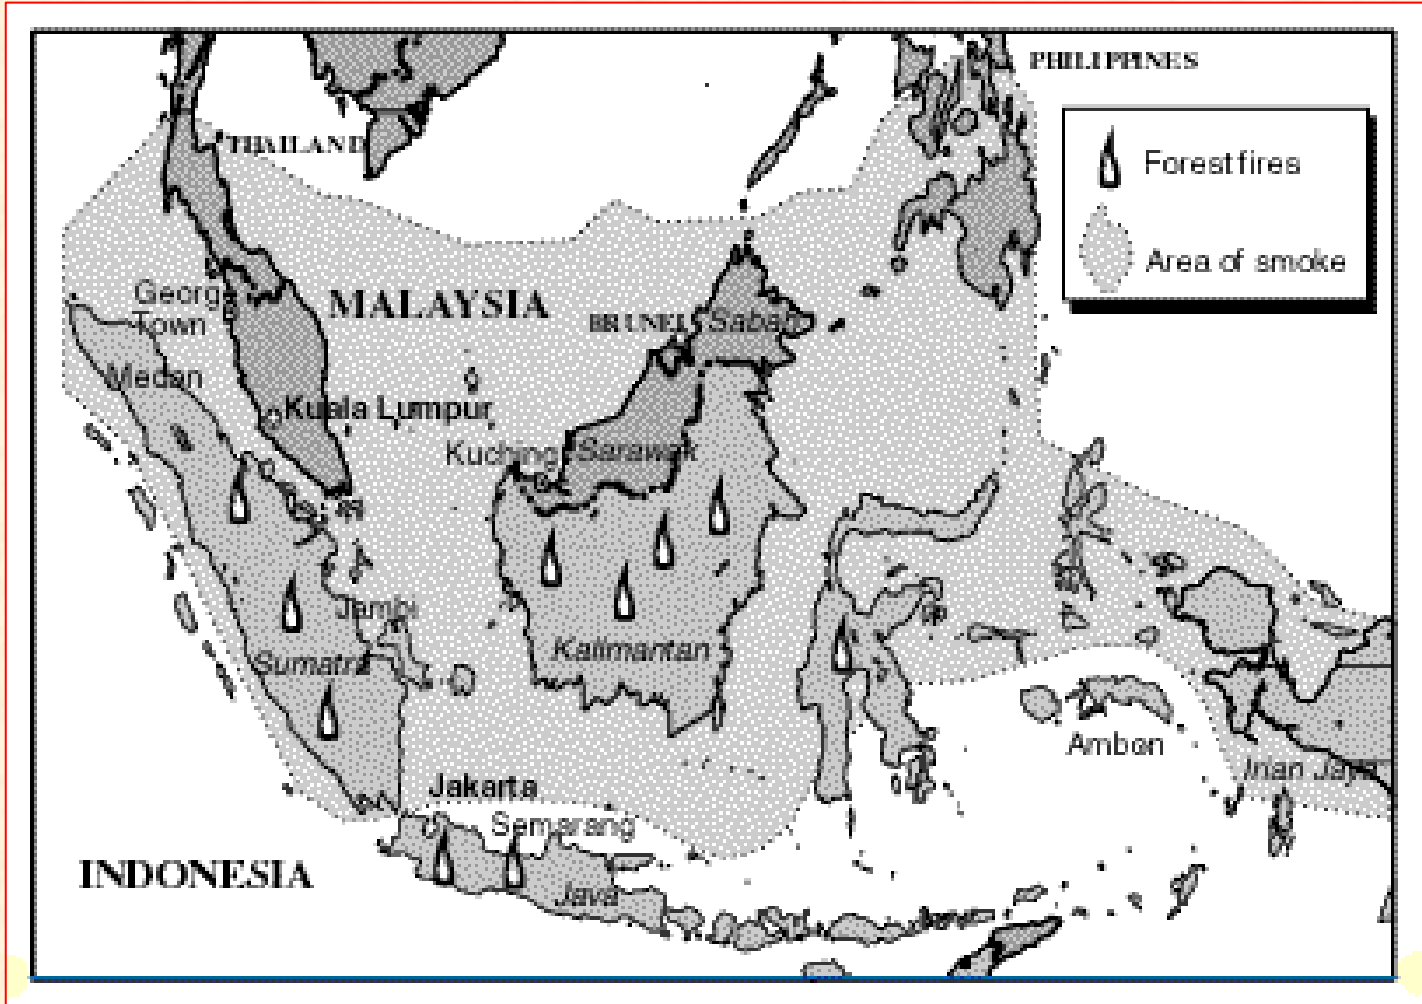 PHILIPPINES
THAILAND
Forest fires
Area of smoke
George
Town
MALAYSIA
BRUNEI
Sabah
Medan
Kuala Lumpur
Kuching
Sarawak
Jambi
Sumatra
Kalimantan
Ambon
Irian Jaya
Jakarta
Semarang
INDONESIA
Java